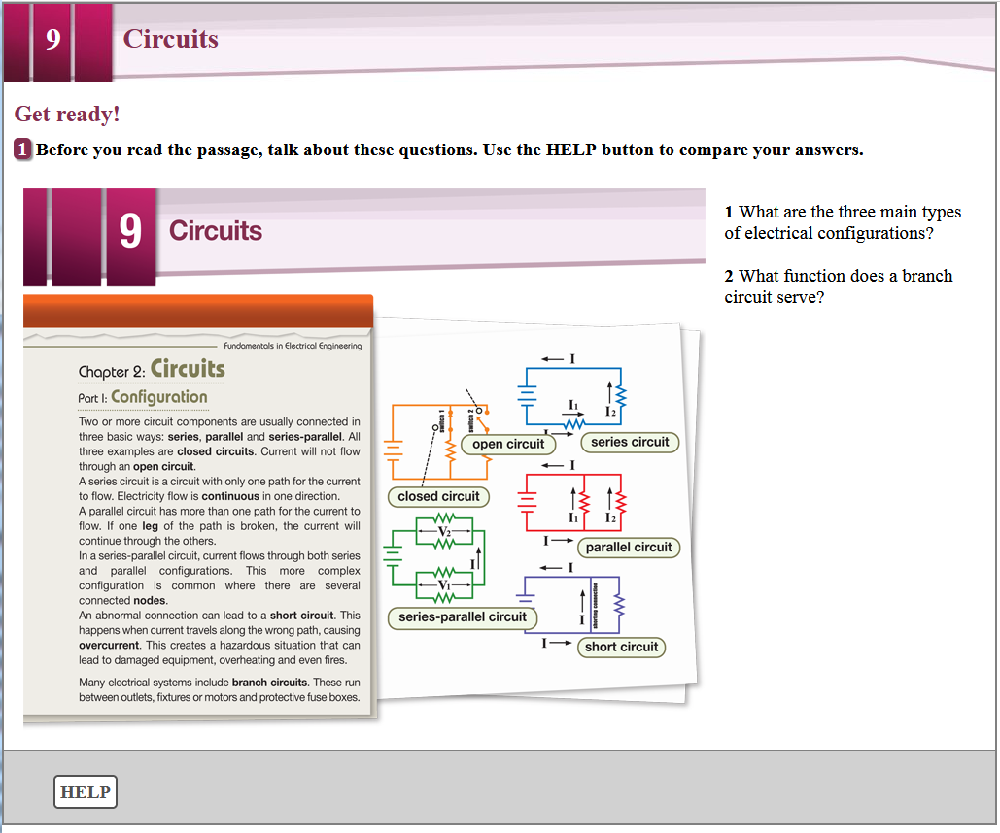 9 Circuits
Get ready!
1 Before you read the passage, talk about these questions. Use the HELP button to compare your answers.
9 Circuits
Fundamentals in Electrical Engineering
Chapter 2: Circuits
Part I: Configuration
Two or more circuit components are usually connected in
three basic ways: series, parallel and series-parallel. All
three examples are closed circuits. Current will not flow
through an open circuit.
A series circuit is a circuit with only one path for the current
to flow. Electricity flow is continuous in one direction.
A parallel circuit has more than one path for the current to
flow. If one leg of the path is broken, the current will
continue through the others.
In a series-parallel circuit, current flows through both series
and parallel configurations. This more complex
configuration is common where there are several
connected nodes.
An abnormal connection can lead to a short circuit. This
happens when current travels along the wrong path, causing
overcurrent. This creates a hazardous situation that can
lead to damaged equipment, overheating and even fires.
Many electrical systems include branch circuits. These run
between outlets, fixtures or motors and protective fuse boxes.
switch 1
switch 2
open circuit
closed circuit
I
I1
I2
I
series circuit
I
I1
I2
I
parallel circuit
V2
I
V1
series-parallel circuit
I
I
shorting connection
I
short circuit
1 What are the three main types
of electrical configurations?
2 What function does a branch
circuit serve?
HELP